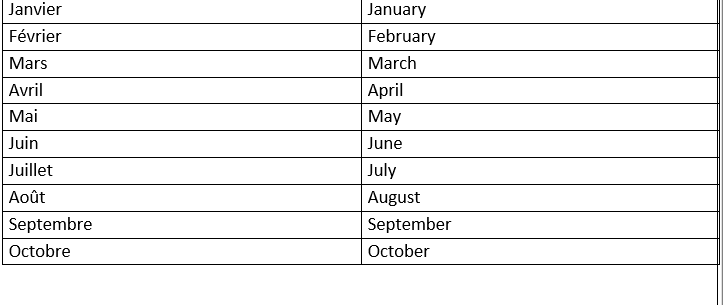 Janvier January
Février February
Mars March
Avril April
Mai May
Juin June
Juillet July
Août August
Septembre September
Octobre October